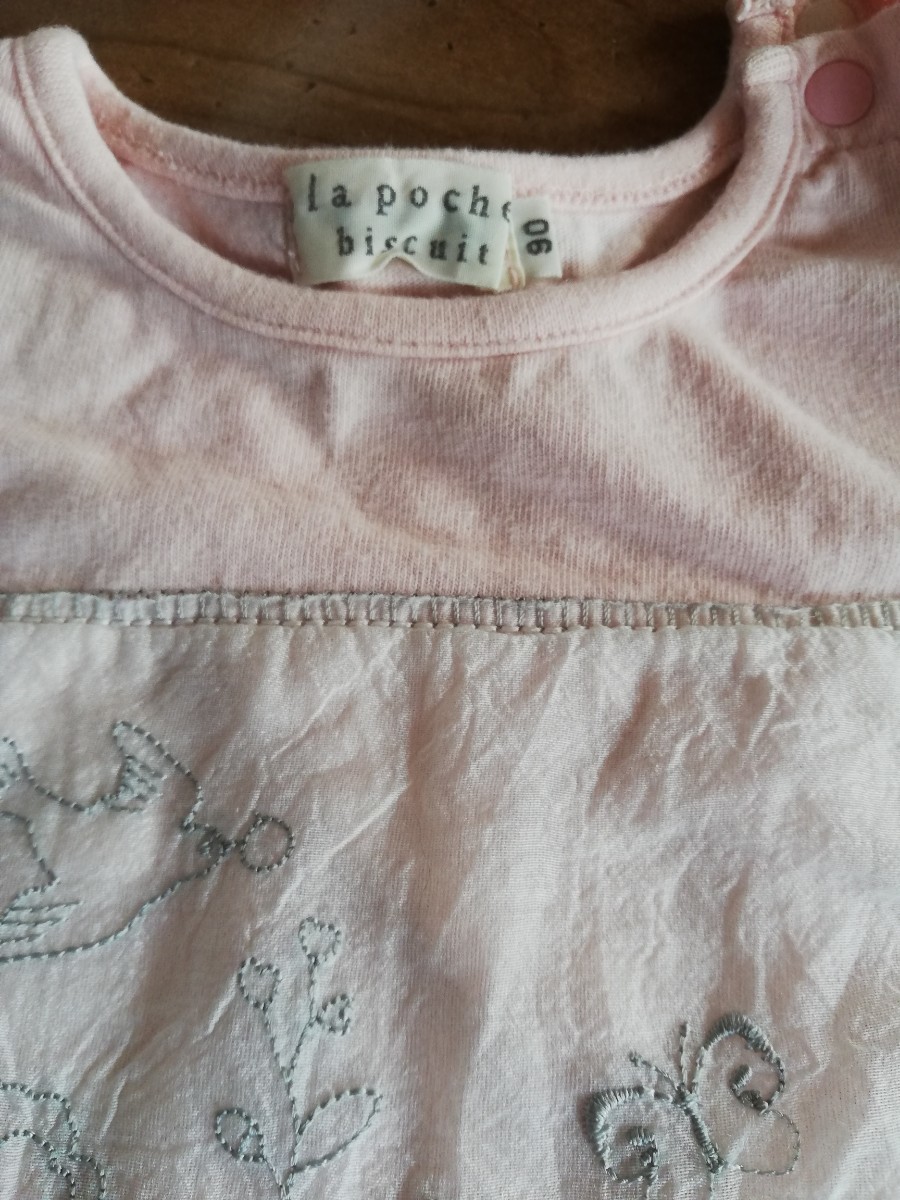 la poche
biscuit
90